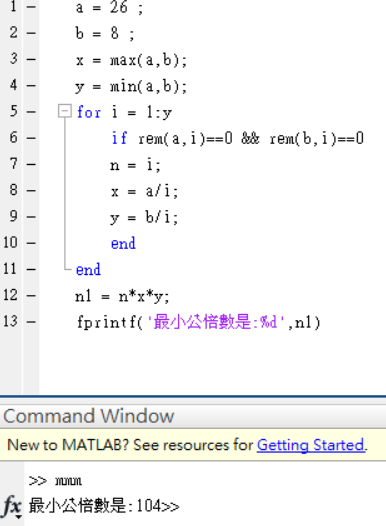 1 - a = 26 ;
2 - b = 8 ;
3 - x = max(a,b);
4 - y = min(a,b);
5 - for i = 1:y
6 - if rem(a,i)==0 && rem(b,i)==0
7 - n = i;
8 - x = a/i;
9 - y = b/i;
10 - end
11 - end
12 - n1 = n*x*y;
13 - fprintf('最小公倍數是:%d',n1)
Command Window
New to MATLAB? See resources for Getting Started.
>> mmm
fx 最小公倍數是:104>>